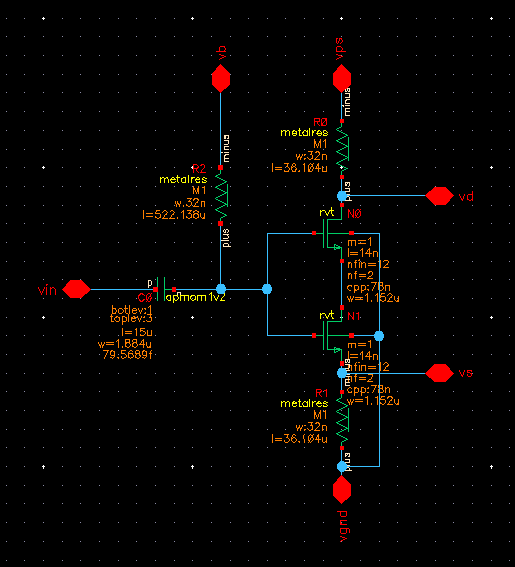 vb
vps
minus
minus
R0
metalres
M1
w:32n
l=38.104u
plus
R2
metalres
M1
w:32n
l=522.138u
plus
vd
rvt
N0
m=1
l=14n
nfin=12
nf=2
cpp:78n
w=1.152u
vin
p
C0
apmom1v2
botlev:1
toplev:3
l=15u
w=1.884u
79.5689f
rvt
N1
m=1
l=14n
nfin=12
nf=2
cpp:78n
w=1.152u
vs
minus
R1
metalres
M1
w:32n
plus
vgnd